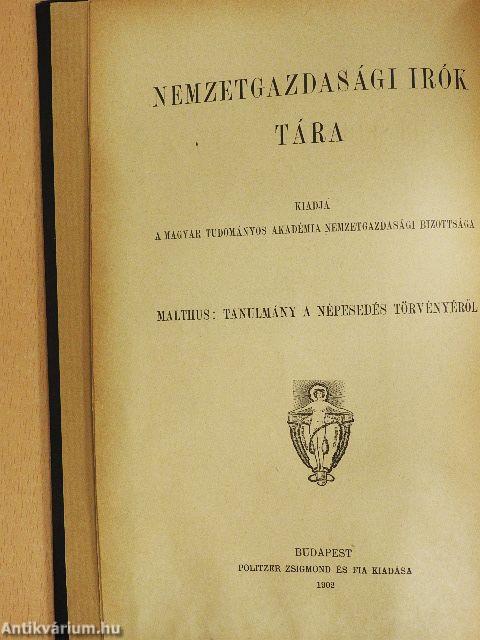 NEMZETGAZDASÁGI IRÓK
TÁRA
KIADJA
A MAGYAR TUDOMÁNYOS AKADÉMIA NEMZETGAZDASÁGI BIZOTTSÁGA
MALTHUS: TANULMÁNY A NÉPESEDÉS TÖRVÉNYÉRŐL
BUDAPEST
POLITZER ZSIGMOND ÉS FIA KIADÁSA
1902
Antikvárium.hu